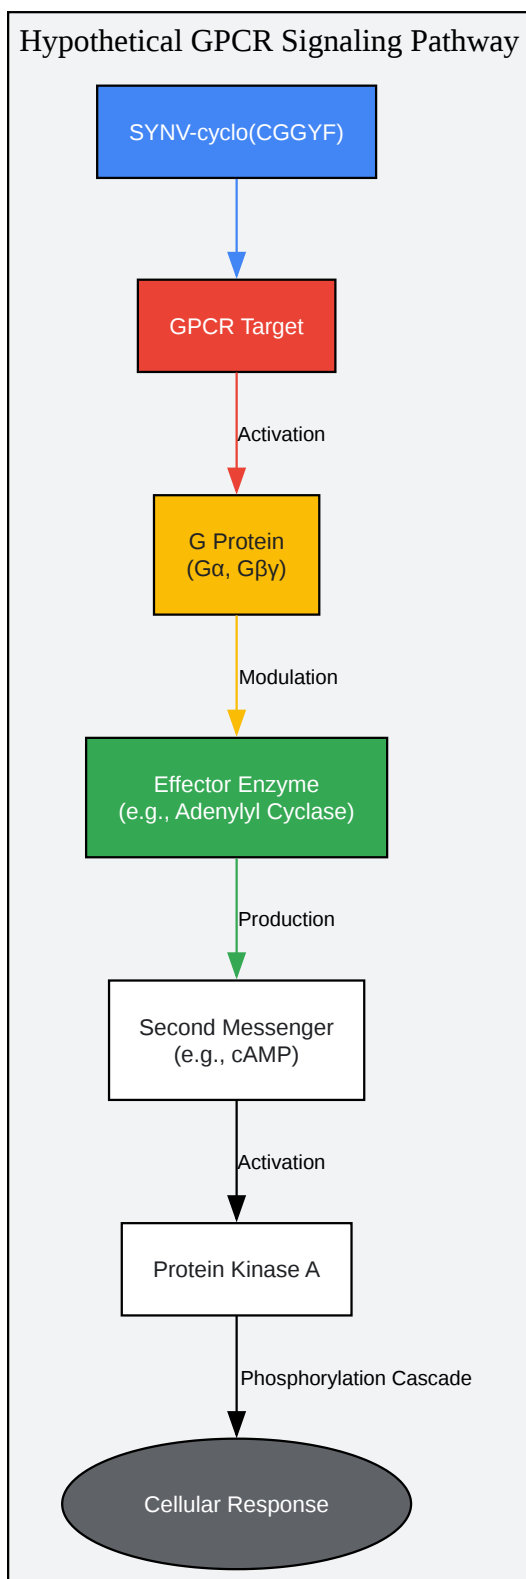 Hypothetical GPCR Signaling Pathway
SYNV-cyclo(CGGYF)
GPCR Target
Activation
G Protein
(Gα, Gβγ)
Modulation
Effector Enzyme
(e.g., Adenylyl Cyclase)
Production
Second Messenger
(e.g., cAMP)
Activation
Protein Kinase A
Phosphorylation Cascade
Cellular Response